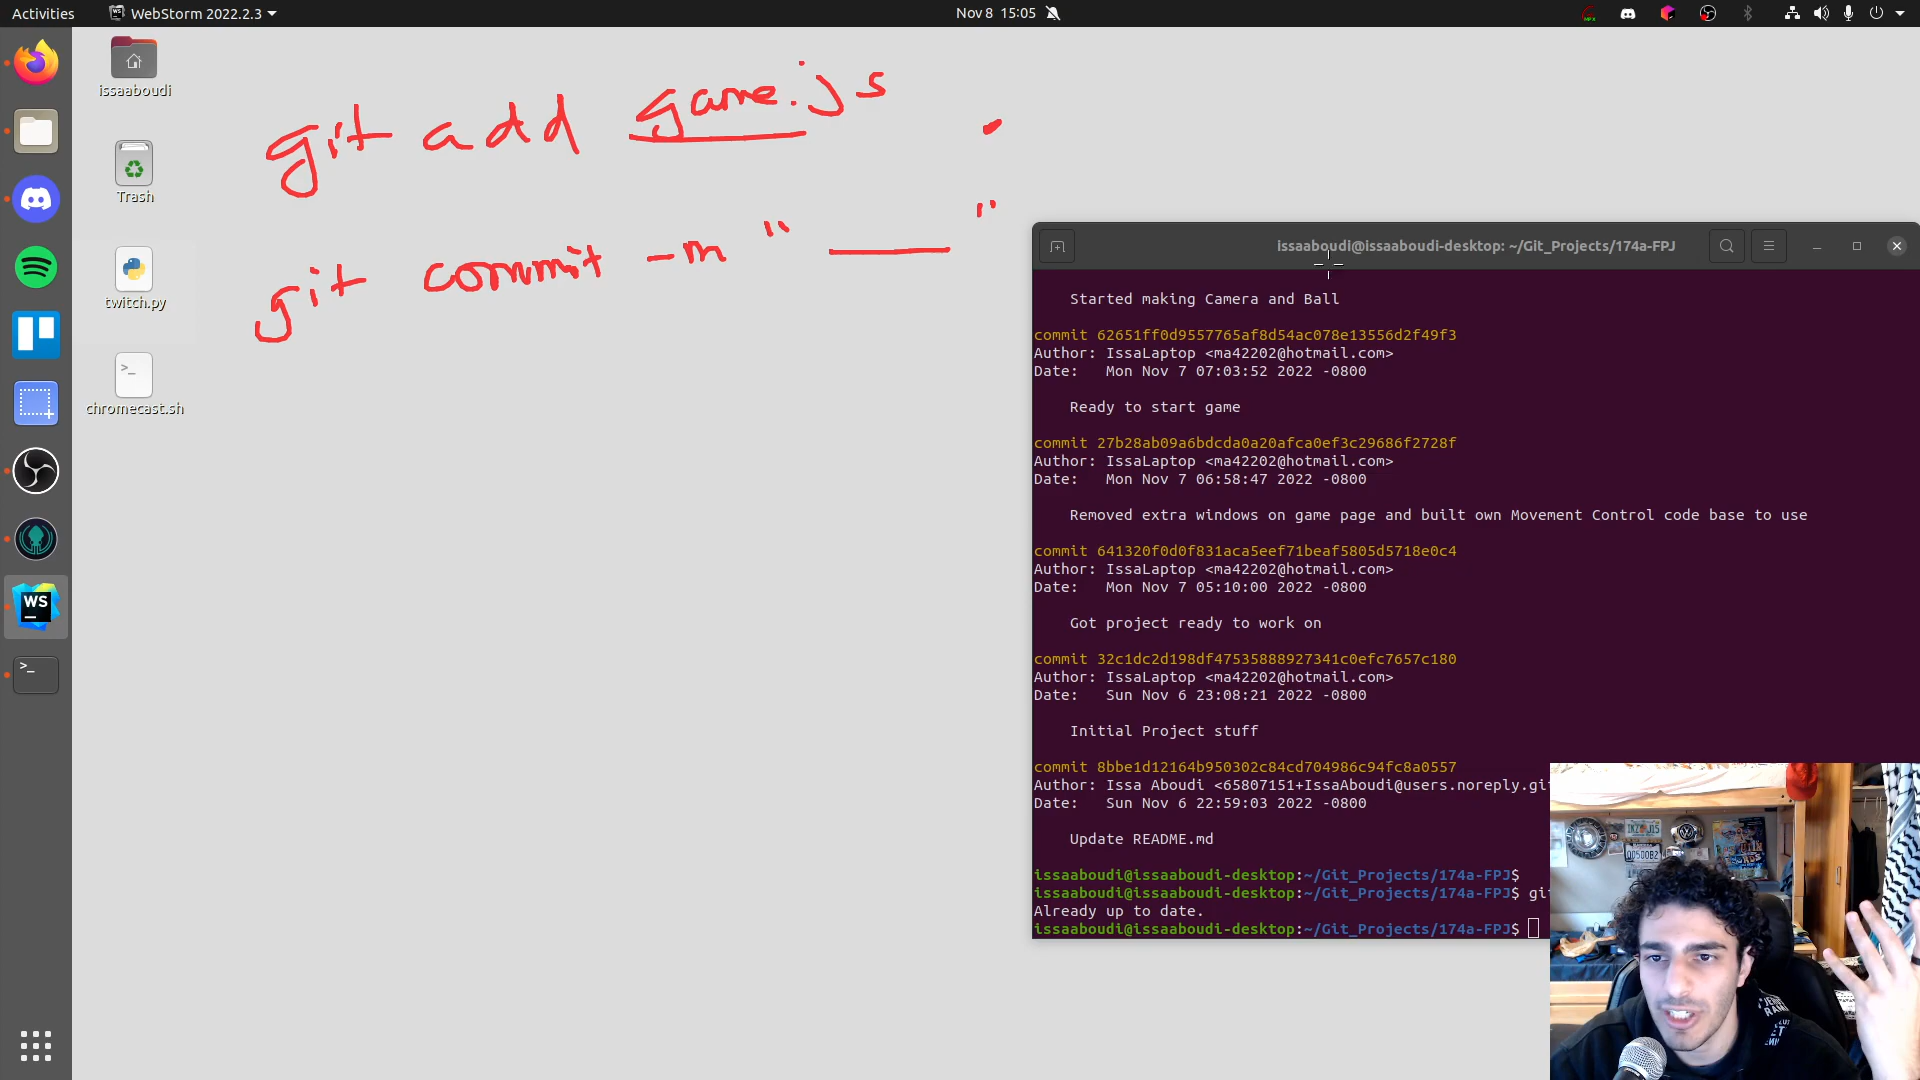 Activities
WebStorm 2022.2.3
Nov 8 15:05
issaaboudi
Trash
twitch.py
chromecast.sh
WS
git add game.js .
git commit -m " ____ "
issaaboudi@issaaboudi-desktop: ~/Git_Projects/174a-FPJ
Started making Camera and Ball
commit 62651ff0d9557765af8d54ac078e13556d2f49f3
Author: IssaLaptop <ma42202@hotmail.com>
Date:   Mon Nov 7 07:03:52 2022 -0800
Ready to start game
commit 27b28ab09a6bdcda0a20afca0ef3c29686f2728f
Author: IssaLaptop <ma42202@hotmail.com>
Date:   Mon Nov 7 06:58:47 2022 -0800
Removed extra windows on game page and built own Movement Control code base to use
commit 641320f0d0f831aca5eef71beaf5805d5718e0c4
Author: IssaLaptop <ma42202@hotmail.com>
Date:   Mon Nov 7 05:10:00 2022 -0800
Got project ready to work on
commit 32c1dc2d198df47535888927341c0efc7657c180
Author: IssaLaptop <ma42202@hotmail.com>
Date:   Sun Nov 6 23:08:21 2022 -0800
Initial Project stuff
commit 8bbe1d12164b950302c84cd704986c94fc8a0557
Author: Issa Aboudi <65807151+IssaAboudi@users.noreply.gi
Date:   Sun Nov 6 22:59:03 2022 -0800
Update README.md
issaaboudi@issaaboudi-desktop:~/Git_Projects/174a-FPJ$
issaaboudi@issaaboudi-desktop:~/Git_Projects/174a-FPJ$ gi
Already up to date.
issaaboudi@issaaboudi-desktop:~/Git_Projects/174a-FPJ$